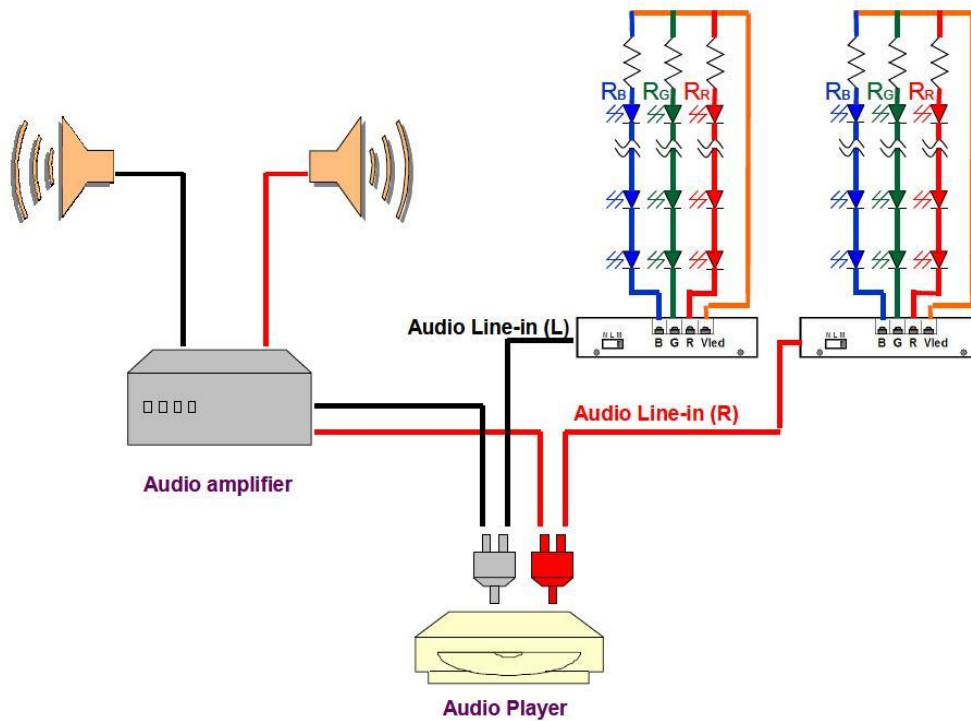 RB RG RR
RB RG RR
Audio Line-in (L)
N L M
B G R Vled
N L M
B G R Vled
Audio Line-in (R)
Audio amplifier
Audio Player